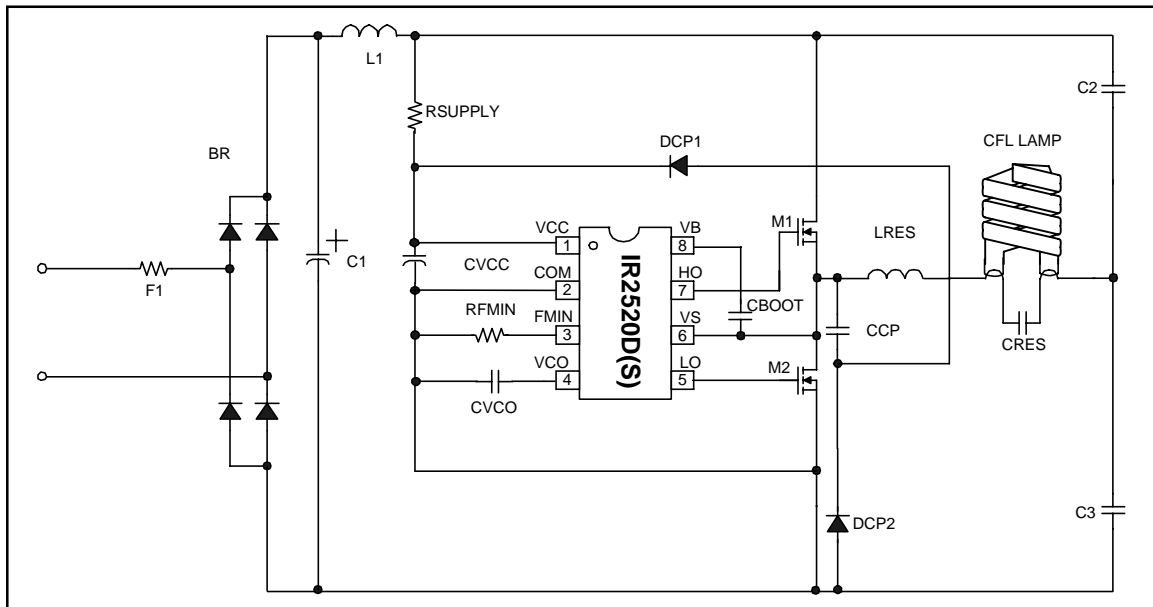 L1
C2
RSUPPLY
DCP1
CFL LAMP
BR
M1
LRES
VCC
VB
1
8
+
C1
CVCC
COM
HO
2
7
IR2520D(S)
CBOOT
F1
RFMIN
FMIN
VS
3
6
CCP
CRES
VCO
LO
M2
4
5
CVCO
C3
DCP2